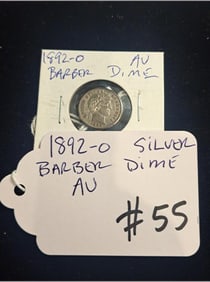 1892-O AU
BARBER DIME
1892-O SILVER
BARBER DIME
AU
#55